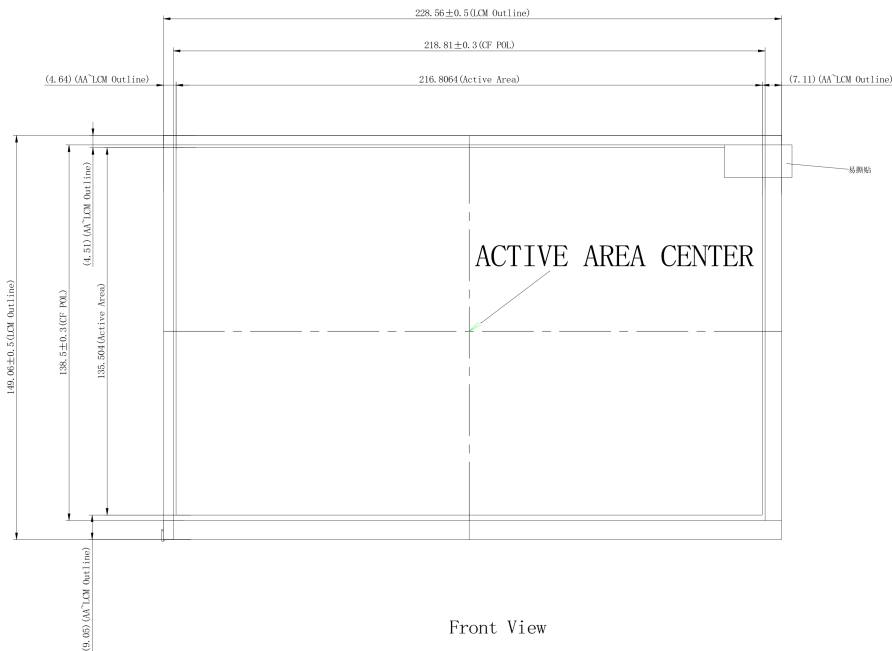 228.56±0.5(LCM Outline)
218.81±0.3(CF POL)
(4.64)(AA~LCM Outline)
216.8064(Active Area)
(7.11)(AA~LCM Outline)
易撕贴
(4.51)(AA~LCM Outline)
ACTIVE AREA CENTER
149.06±0.5(LCM Outline)
138.5±0.3(CF POL)
135.504(Active Area)
(9.05)(AA~LCM Outline)
Front View